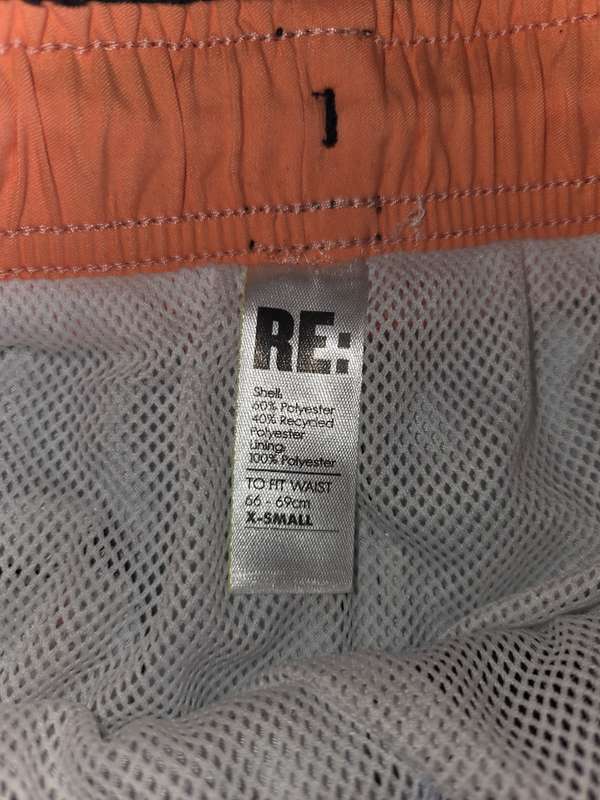 RE:
Shell:
60% Polyester
40% Recycled
Polyester
Lining:
100% Polyester
TO FIT WAIST
66 - 69cm
X-SMALL